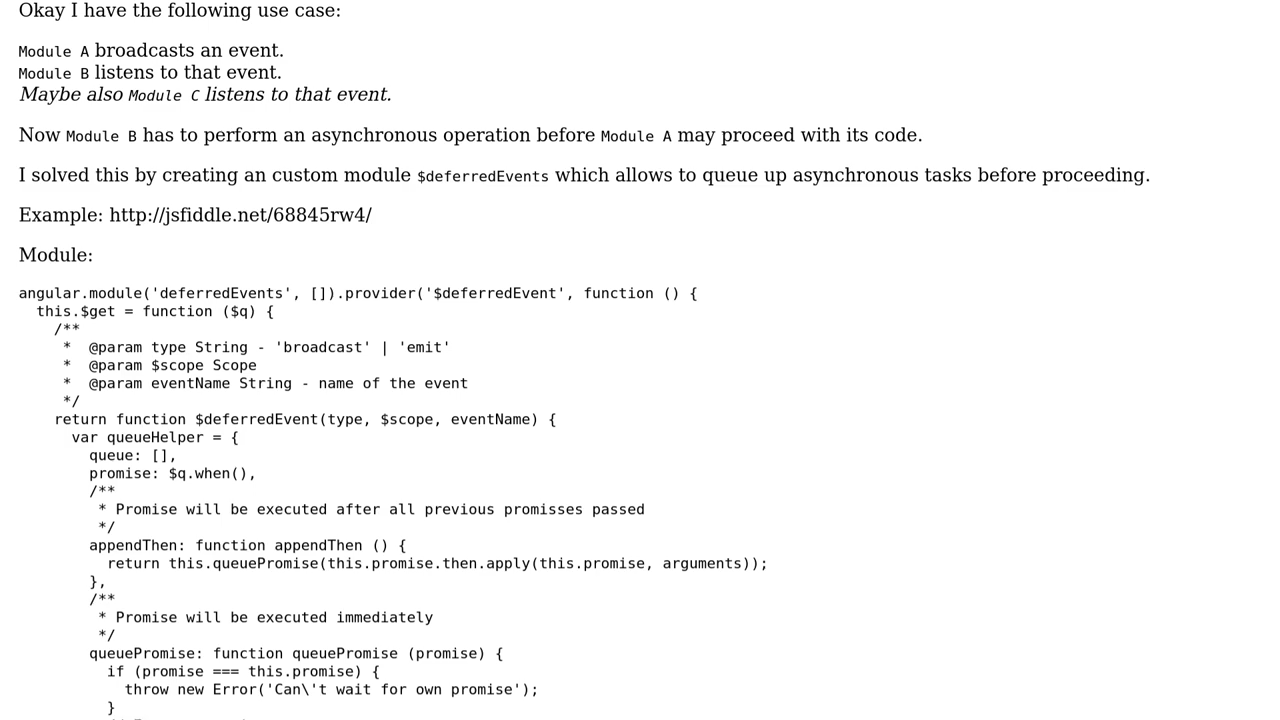 Okay I have the following use case:
Module A broadcasts an event.
Module B listens to that event.
Maybe also Module C listens to that event.
Now Module B has to perform an asynchronous operation before Module A may proceed with its code.
I solved this by creating an custom module $deferredEvents which allows to queue up asynchronous tasks before proceeding.
Example: http://jsfiddle.net/68845rw4/
Module:
angular.module('deferredEvents', []).provider('$deferredEvent', function () {
  this.$get = function ($q) {
    /**
     *  @param type String - 'broadcast' | 'emit'
     *  @param $scope Scope
     *  @param eventName String - name of the event
     */
    return function $deferredEvent(type, $scope, eventName) {
      var queueHelper = {
        queue: [],
        promise: $q.when(),
        /**
         * Promise will be executed after all previous promisses passed
         */
        appendThen: function appendThen () {
          return this.queuePromise(this.promise.then.apply(this.promise, arguments));
        },
        /**
         * Promise will be executed immediately
         */
        queuePromise: function queuePromise (promise) {
          if (promise === this.promise) {
            throw new Error('Can\'t wait for own promise');
          }